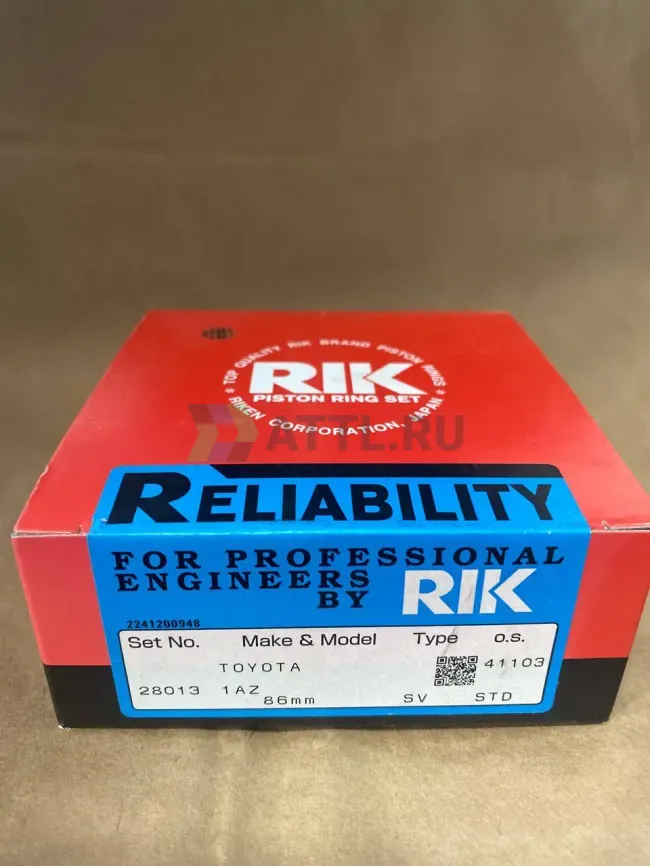 ★ TOP QUALITY RIK BRAND PISTON RINGS ★
RIK
PISTON RING SET
RIKEN CORPORATION, JAPAN
ATTL.RU
RELIABILITY
FOR PROFESSIONAL
ENGINEERS
BY RIK
2241200948
Set No. Make & Model Type o.s.
TOYOTA 41103
28013 1AZ
86mm SV STD